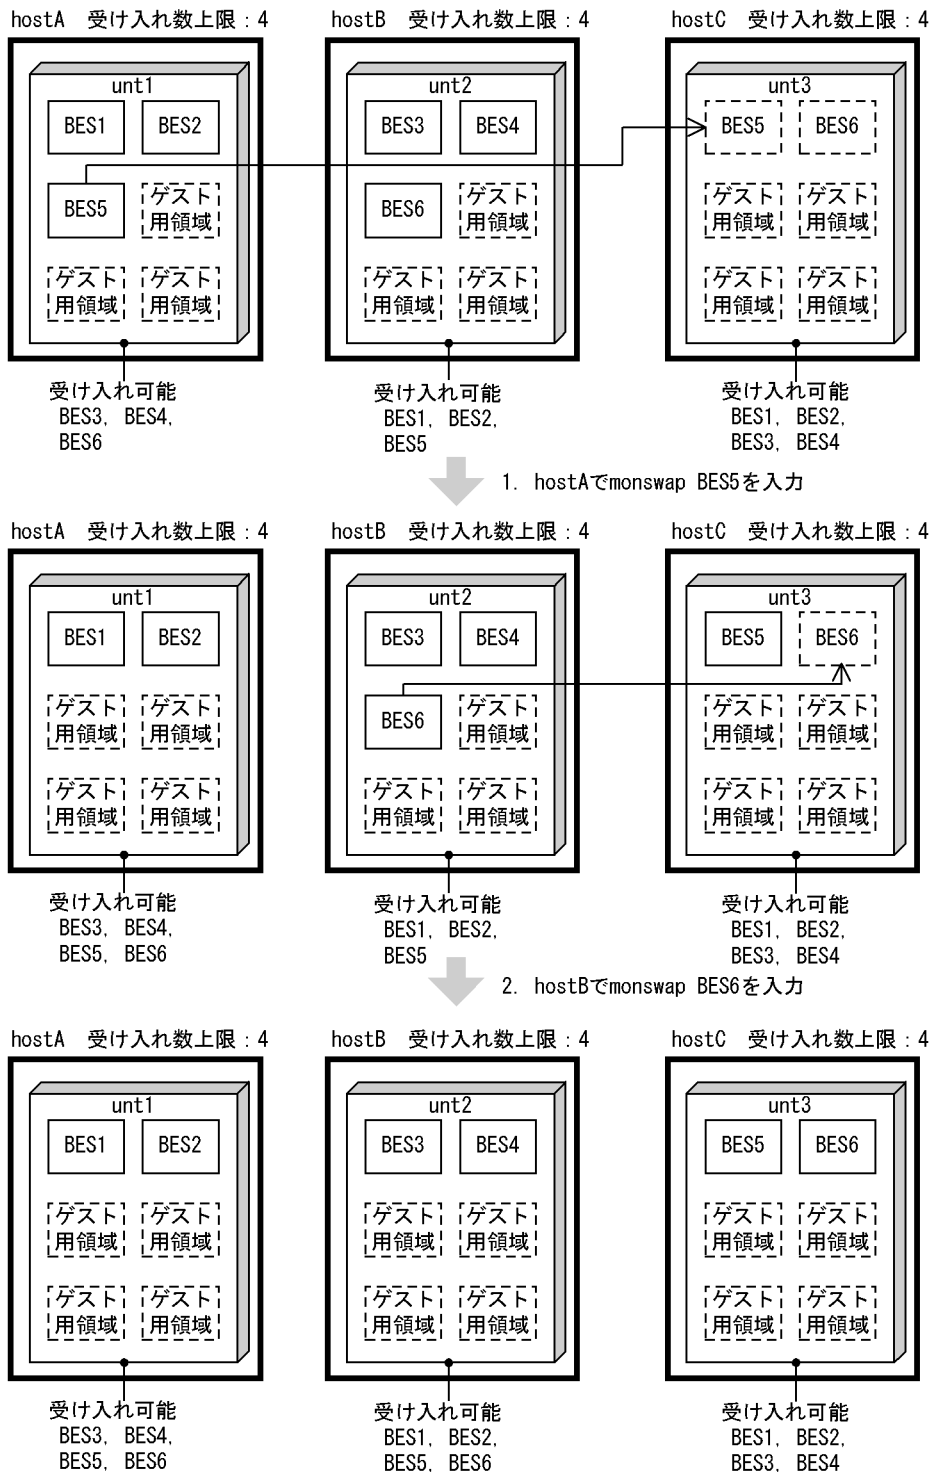 hostA 受け入れ数上限:4
hostB 受け入れ数上限:4
hostC 受け入れ数上限:4
unt1
BES1
BES2
BES5
ゲスト
用領域
ゲスト
用領域
ゲスト
用領域
unt2
BES3
BES4
BES6
ゲスト
用領域
ゲスト
用領域
ゲスト
用領域
unt3
BES5
BES6
ゲスト
用領域
ゲスト
用領域
ゲスト
用領域
ゲスト
用領域
受け入れ可能
BES3, BES4,
BES6
受け入れ可能
BES1, BES2,
BES5
受け入れ可能
BES1, BES2,
BES3, BES4
1. hostAでmonswap BES5を入力
hostA 受け入れ数上限:4
hostB 受け入れ数上限:4
hostC 受け入れ数上限:4
unt1
BES1
BES2
ゲスト
用領域
ゲスト
用領域
ゲスト
用領域
ゲスト
用領域
unt2
BES3
BES4
BES6
ゲスト
用領域
ゲスト
用領域
ゲスト
用領域
unt3
BES5
BES6
ゲスト
用領域
ゲスト
用領域
ゲスト
用領域
ゲスト
用領域
受け入れ可能
BES3, BES4,
BES5, BES6
受け入れ可能
BES1, BES2,
BES5
受け入れ可能
BES1, BES2,
BES3, BES4
2. hostBでmonswap BES6を入力
hostA 受け入れ数上限:4
hostB 受け入れ数上限:4
hostC 受け入れ数上限:4
unt1
BES1
BES2
ゲスト
用領域
ゲスト
用領域
ゲスト
用領域
ゲスト
用領域
unt2
BES3
BES4
ゲスト
用領域
ゲスト
用領域
ゲスト
用領域
ゲスト
用領域
unt3
BES5
BES6
ゲスト
用領域
ゲスト
用領域
ゲスト
用領域
ゲスト
用領域
受け入れ可能
BES3, BES4,
BES5, BES6
受け入れ可能
BES1, BES2,
BES5, BES6
受け入れ可能
BES1, BES2,
BES3, BES4